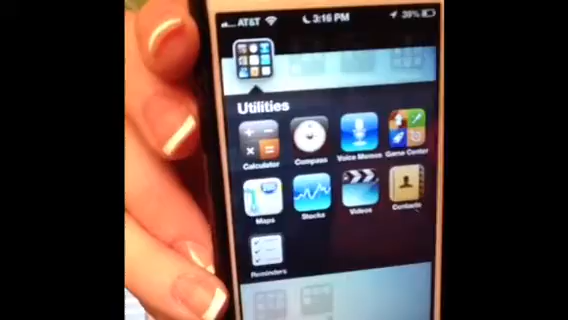 ...AT&T 3:16 PM 39%
Utilities
Calculator Compass Voice Memos Game Center
Maps Stocks Videos Contacts
Reminders